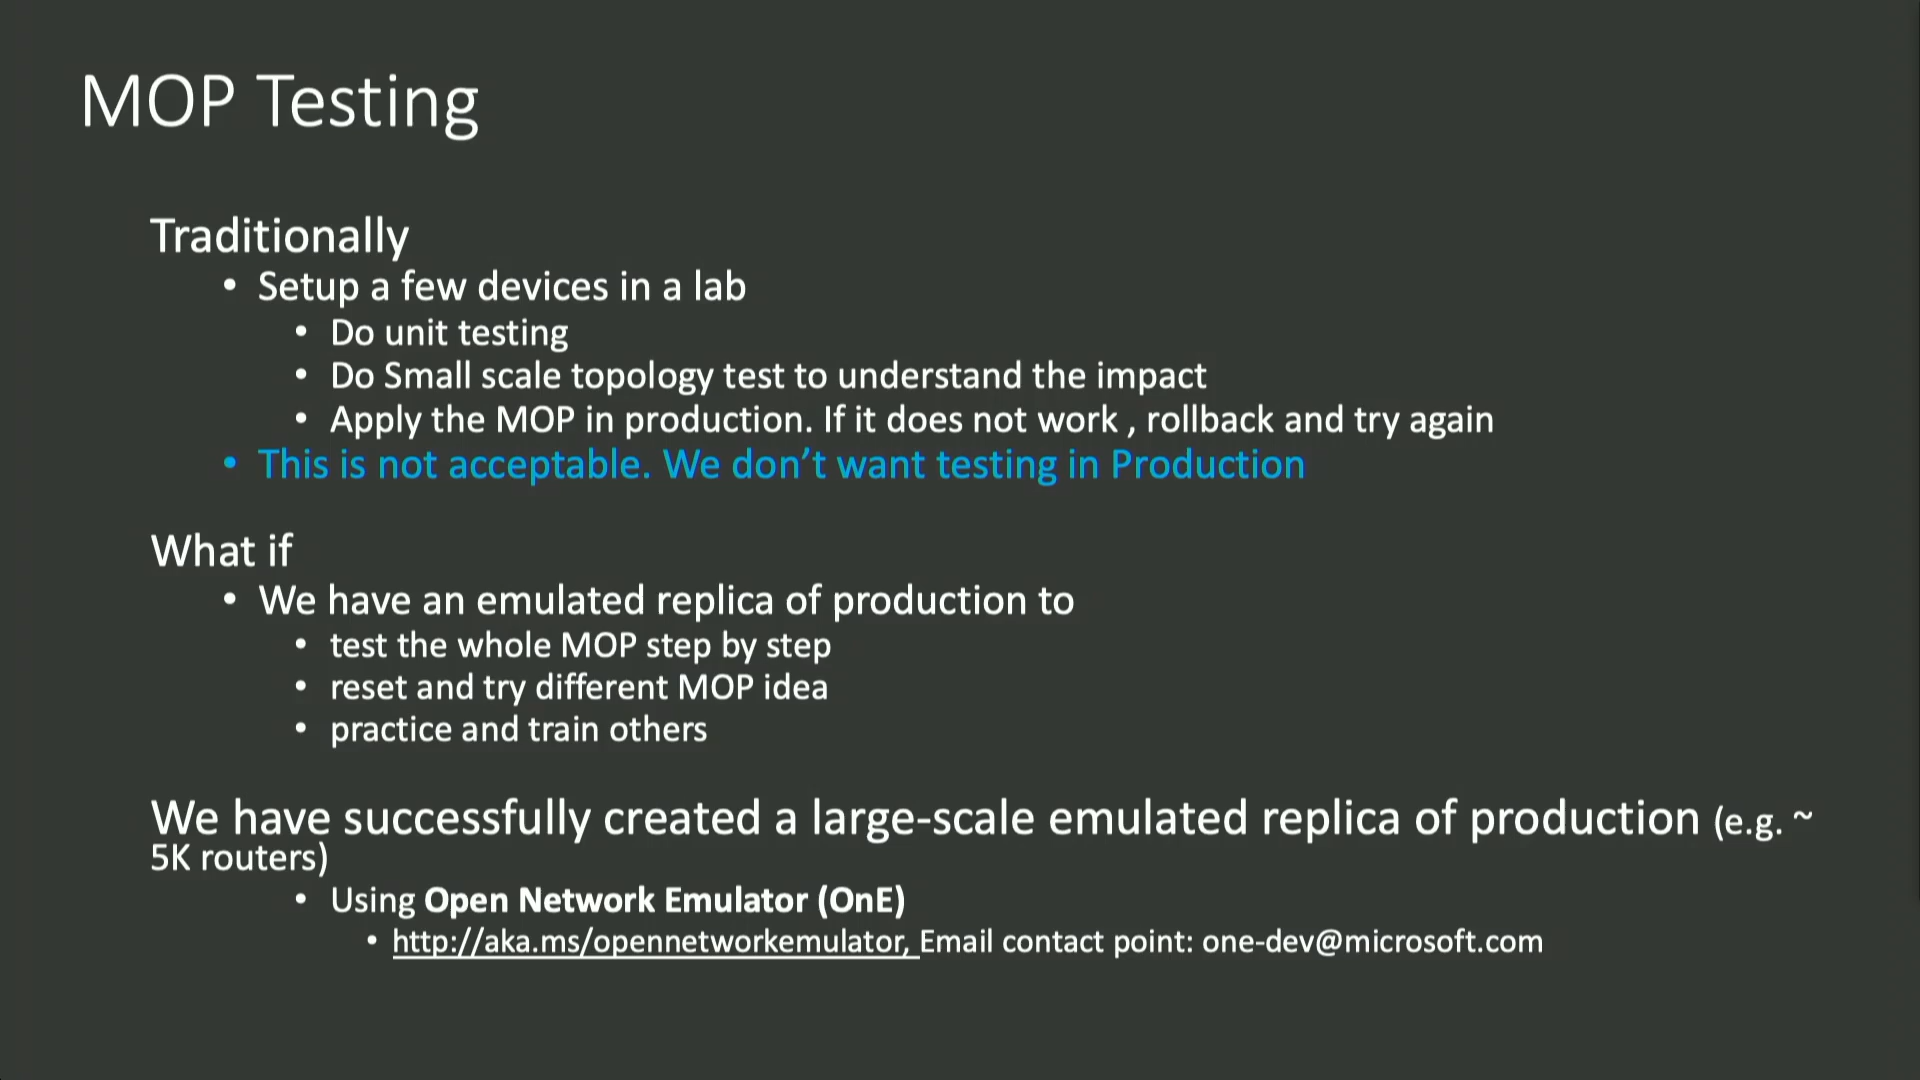 MOP Testing
Traditionally
• Setup a few devices in a lab
• Do unit testing
• Do Small scale topology test to understand the impact
• Apply the MOP in production. If it does not work , rollback and try again
• This is not acceptable. We don’t want testing in Production
What if
• We have an emulated replica of production to
• test the whole MOP step by step
• reset and try different MOP idea
• practice and train others
We have successfully created a large-scale emulated replica of production (e.g. ~
5K routers)
• Using Open Network Emulator (OnE)
• http://aka.ms/opennetworkemulator, Email contact point: one-dev@microsoft.com